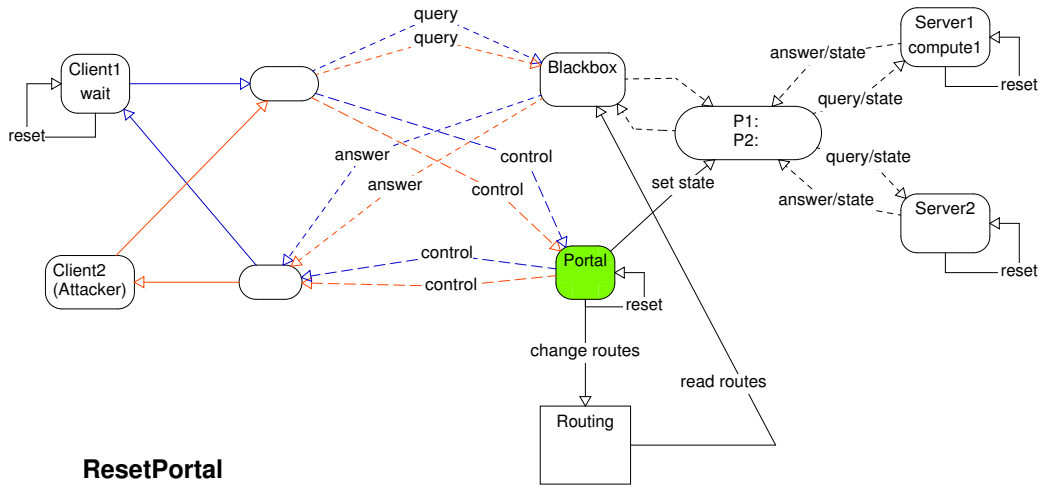 query
query
Client1
wait
reset
Blackbox
Server1
compute1
reset
answer/state
query/state
P1:
P2:
answer
answer
control
control
set state
query/state
answer/state
Server2
reset
Client2
(Attacker)
control
control
Portal
reset
change routes
read routes
Routing
ResetPortal